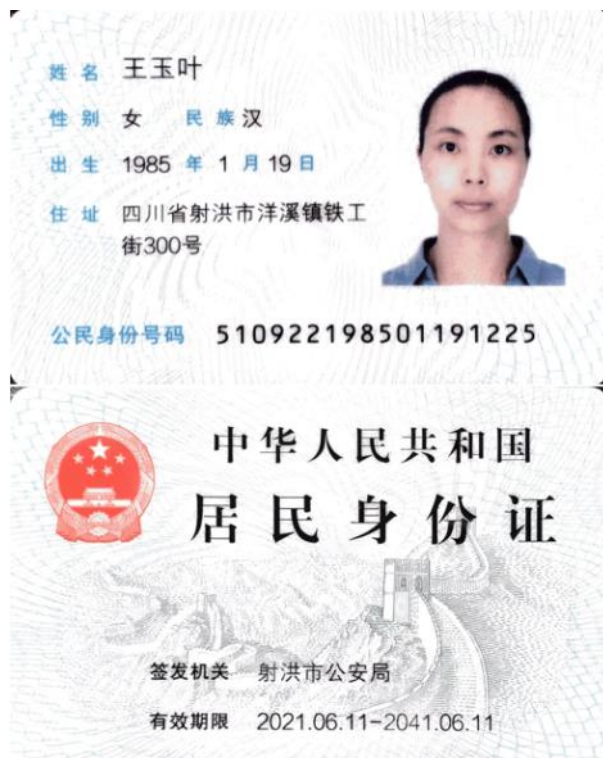 姓名 王玉叶
性别 女 民族 汉
出生 1985 年 1 月 19 日
住址 四川省射洪市洋溪镇铁工
街300号
公民身份号码 510922198501191225
中华人民共和国
居民身份证
签发机关 射洪市公安局
有效期限 2021.06.11-2041.06.11